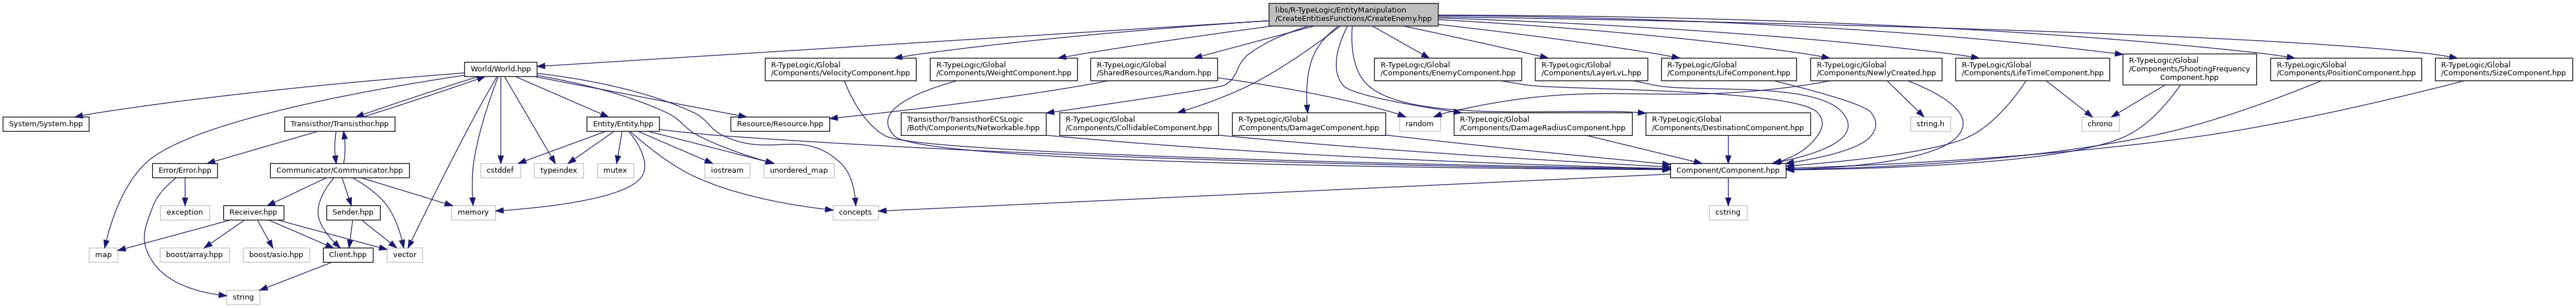 libs/R-TypeLogic/EntityManipulation
/CreateEntitiesFunctions/CreateEnemy.hpp
World/World.hpp
R-TypeLogic/Global
/Components/VelocityComponent.hpp
R-TypeLogic/Global
/Components/WeightComponent.hpp
R-TypeLogic/Global
/SharedResources/Random.hpp
R-TypeLogic/Global
/Components/EnemyComponent.hpp
R-TypeLogic/Global
/Components/LayerLvL.hpp
R-TypeLogic/Global
/Components/LifeComponent.hpp
R-TypeLogic/Global
/Components/NewlyCreated.hpp
R-TypeLogic/Global
/Components/LifeTimeComponent.hpp
R-TypeLogic/Global
/Components/ShootingFrequency
Component.hpp
R-TypeLogic/Global
/Components/PositionComponent.hpp
R-TypeLogic/Global
/Components/SizeComponent.hpp
System/System.hpp
Transisthor/Transisthor.hpp
Entity/Entity.hpp
Resource/Resource.hpp
Transisthor/TransisthorECSLogic
/Both/Components/Networkable.hpp
R-TypeLogic/Global
/Components/CollidableComponent.hpp
R-TypeLogic/Global
/Components/DamageComponent.hpp
random
R-TypeLogic/Global
/Components/DamageRadiusComponent.hpp
R-TypeLogic/Global
/Components/DestinationComponent.hpp
string.h
chrono
Error/Error.hpp
Communicator/Communicator.hpp
cstddef
typeindex
mutex
iostream
unordered_map
Component/Component.hpp
exception
Receiver.hpp
Sender.hpp
memory
concepts
cstring
map
boost/array.hpp
boost/asio.hpp
Client.hpp
vector
string